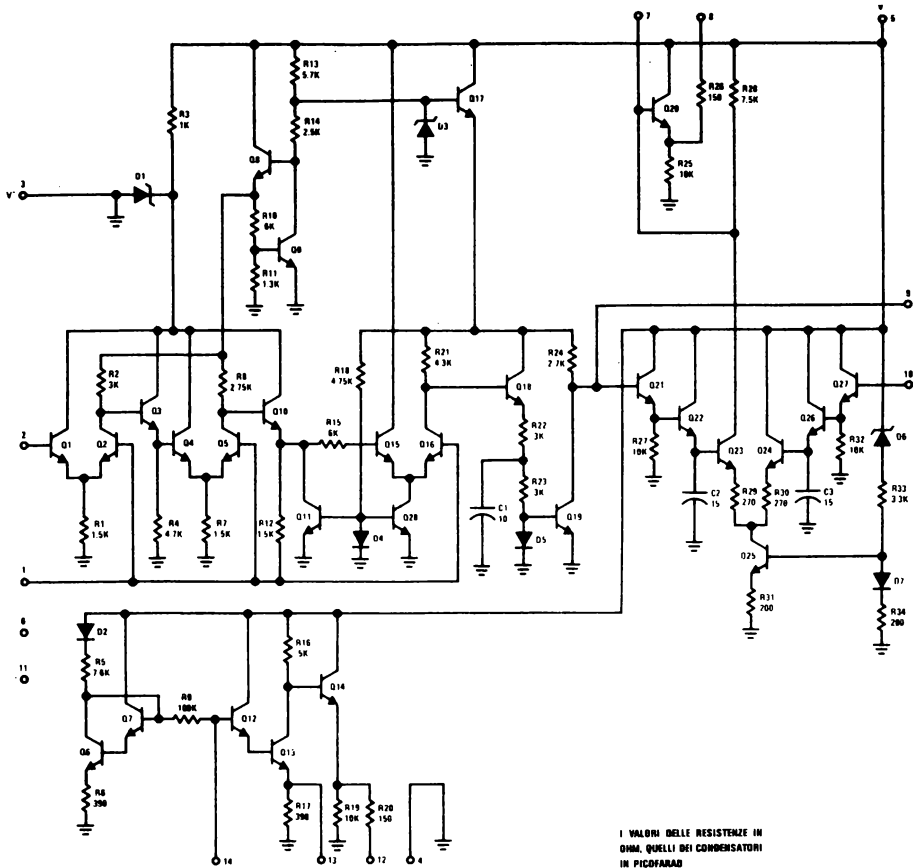 7
8
V
5
R13
5.7K
R26
150
R28
7.5K
R3
1K
R14
2.5K
Q17
D3
Q20
Q8
R25
10K
3
V-
D1
R10
6K
Q9
R11
1.3K
9
R2
3K
R8
2.75K
R18
4.75K
R21
4.3K
R24
2.7K
Q18
Q21
Q27
10
Q3
Q10
R15
6K
R22
3K
Q22
Q26
2
Q1
Q2
Q4
Q5
Q15
Q16
R27
10K
Q23
Q24
R32
10K
D6
R23
3K
R33
3.3K
R1
1.5K
R4
4.7K
R7
1.5K
R12
1.5K
Q11
D4
Q28
C1
10
D5
Q19
C2
15
R29
270
R30
270
C3
15
Q25
1
D7
R31
200
R34
200
6
D2
R16
5K
11
R5
7.6K
Q14
R9
100K
Q7
Q12
Q6
Q13
R6
390
R17
390
R19
10K
R20
150
14
13
12
4
I VALORI DELLE RESISTENZE IN
OHM, QUELLI DEI CONDENSATORI
IN PICOFARAD